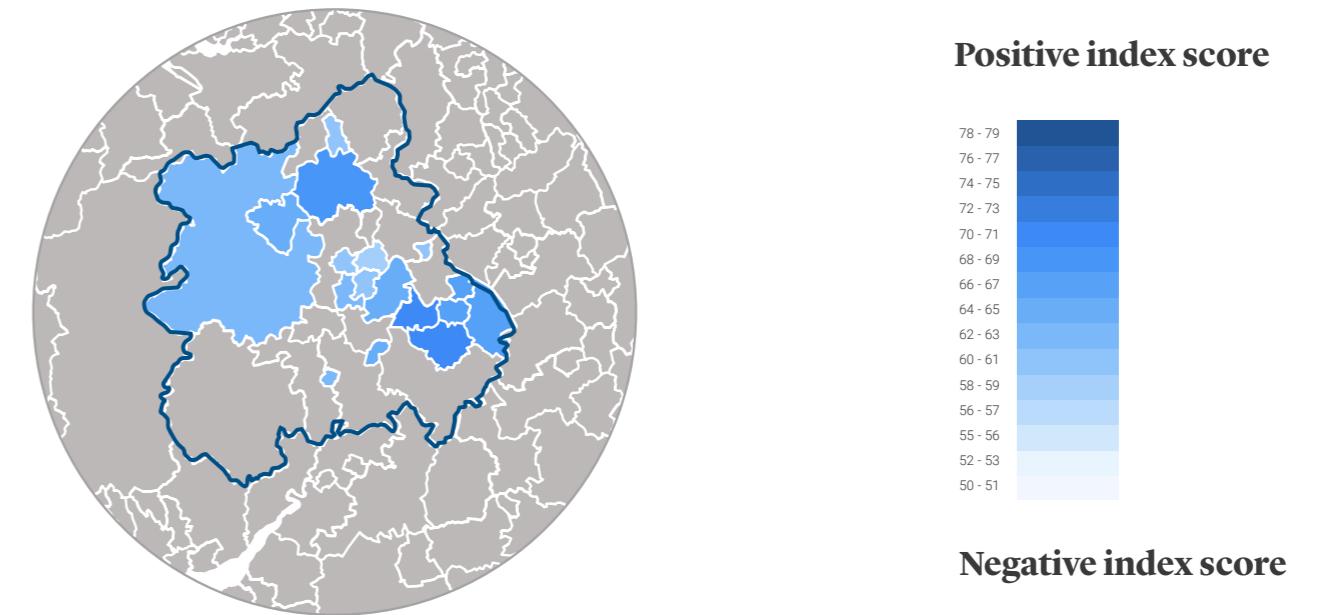 Positive index score
78 - 79
76 - 77
74 - 75
72 - 73
70 - 71
68 - 69
66 - 67
64 - 65
62 - 63
60 - 61
58 - 59
56 - 57
55 - 56
52 - 53
50 - 51
Negative index score